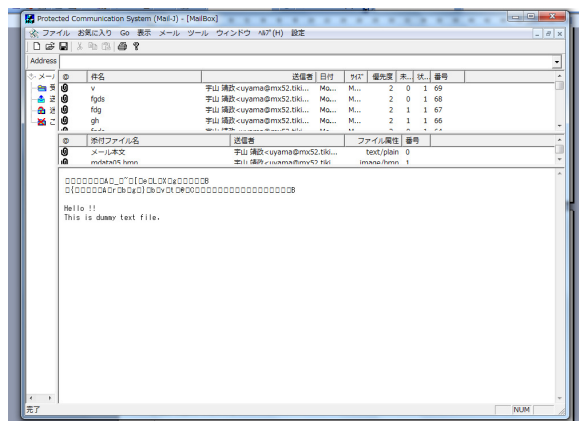 Protected Communication System (Mail-J) - [MailBox]
ファイル お気に入り Go 表示 メール ツール ウィンドウ ﾍﾙﾌﾟ(H) 設定
Address
メー 件名 送信者 日付 ｻｲｽﾞ 優先度 未... 状... 番号
v 宇山 靖政<uyama@mx52.tiki... Mo... M... 2 0 1 69
fgds 宇山 靖政<uyama@mx52.tiki... Mo... M... 2 0 1 68
fdg 宇山 靖政<uyama@mx52.tiki... Mo... M... 2 1 1 67
gh 宇山 靖政<uyama@mx52.tiki... Mo... M... 2 1 1 66
添付ファイル名 送信者 ファイル属性 番号
メール本文 宇山 靖政<uyama@mx52.tiki... text/plain 0
mdata05.bmp 宇山 靖政<uyama@mx52.tiki image/bmp 1
Hello !!
This is dummy text file.
完了 NUM